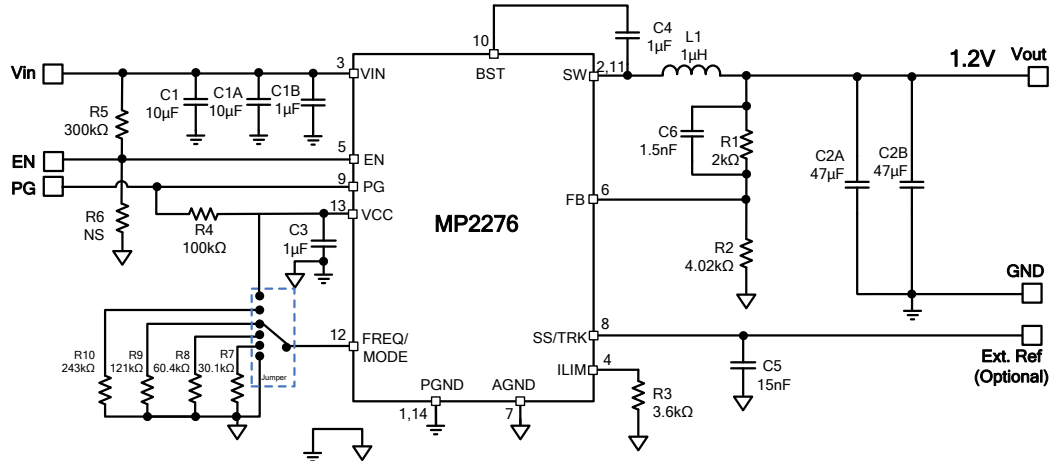 10
BST
C4
1µF
L1
1µH
2,11
SW
1.2V
Vout
Vin
3
VIN
C1
10µF
C1A
10µF
C1B
1µF
R5
300kΩ
C6
1.5nF
R1
2kΩ
C2A
47µF
C2B
47µF
EN
5
EN
PG
9
PG
FB
6
13
VCC
MP2276
R6
NS
R4
100kΩ
C3
1µF
R2
4.02kΩ
GND
8
SS/TRK
12
FREQ/
MODE
4
ILIM
Ext. Ref
(Optional)
R10
243kΩ
R9
121kΩ
R8
60.4kΩ
R7
30.1kΩ
Jumper
C5
15nF
R3
3.6kΩ
PGND
1,14
AGND
7